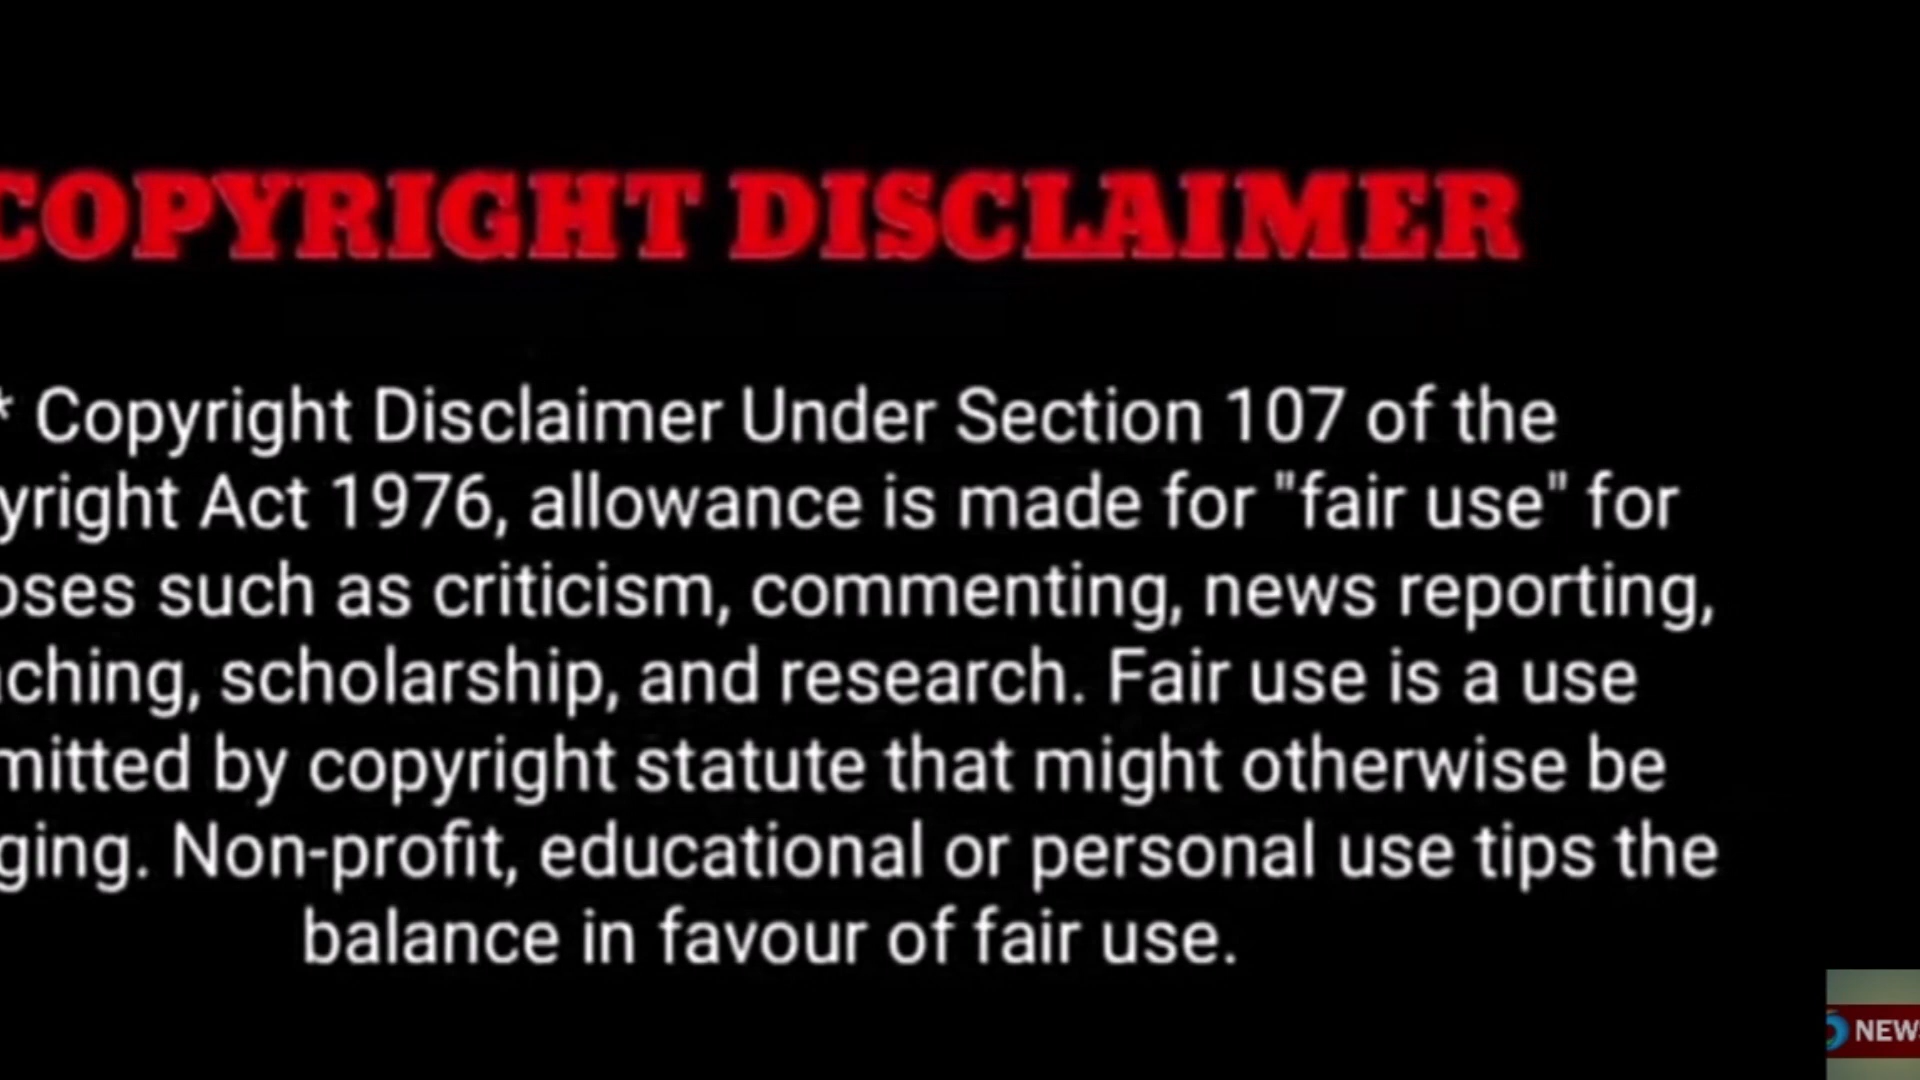 COPYRIGHT DISCLAIMER
* Copyright Disclaimer Under Section 107 of the
yright Act 1976, allowance is made for "fair use" for
oses such as criticism, commenting, news reporting,
ching, scholarship, and research. Fair use is a use
mitted by copyright statute that might otherwise be
ging. Non-profit, educational or personal use tips the
balance in favour of fair use.
NEWS